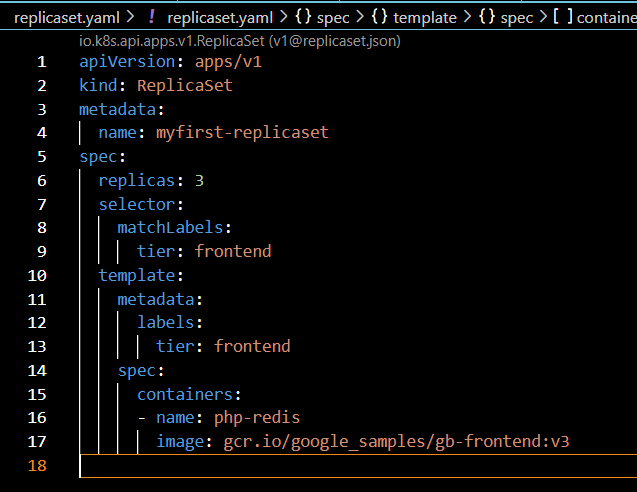 replicaset.yaml > ! replicaset.yaml > {} spec > {} template > {} spec > [ ] containe
io.k8s.api.apps.v1.ReplicaSet (v1@replicaset.json)
1 apiVersion: apps/v1
2 kind: ReplicaSet
3 metadata:
4   name: myfirst-replicaset
5 spec:
6   replicas: 3
7   selector:
8     matchLabels:
9       tier: frontend
10   template:
11     metadata:
12       labels:
13         tier: frontend
14     spec:
15       containers:
16       - name: php-redis
17         image: gcr.io/google_samples/gb-frontend:v3
18